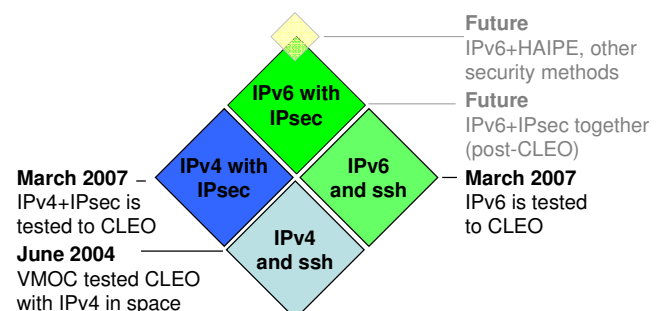 Future
IPv6+HAIPE, other
security methods
IPv6 with
IPsec
Future
IPv6+IPsec together
(post-CLEO)
IPv4 with
IPsec
IPv6
and ssh
March 2007
IPv4+IPsec is
tested to CLEO
March 2007
IPv6 is tested
to CLEO
IPv4
and ssh
June 2004
VMOC tested CLEO
with IPv4 in space